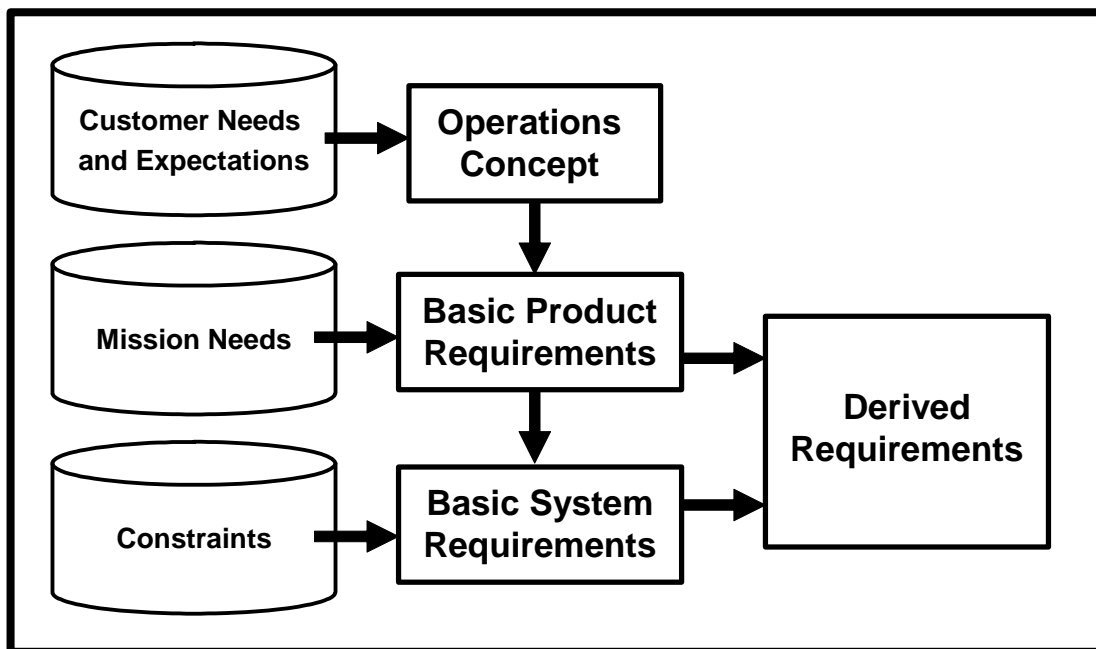 Customer Needs
and Expectations
Operations
Concept
Mission Needs
Basic Product
Requirements
Derived
Requirements
Constraints
Basic System
Requirements